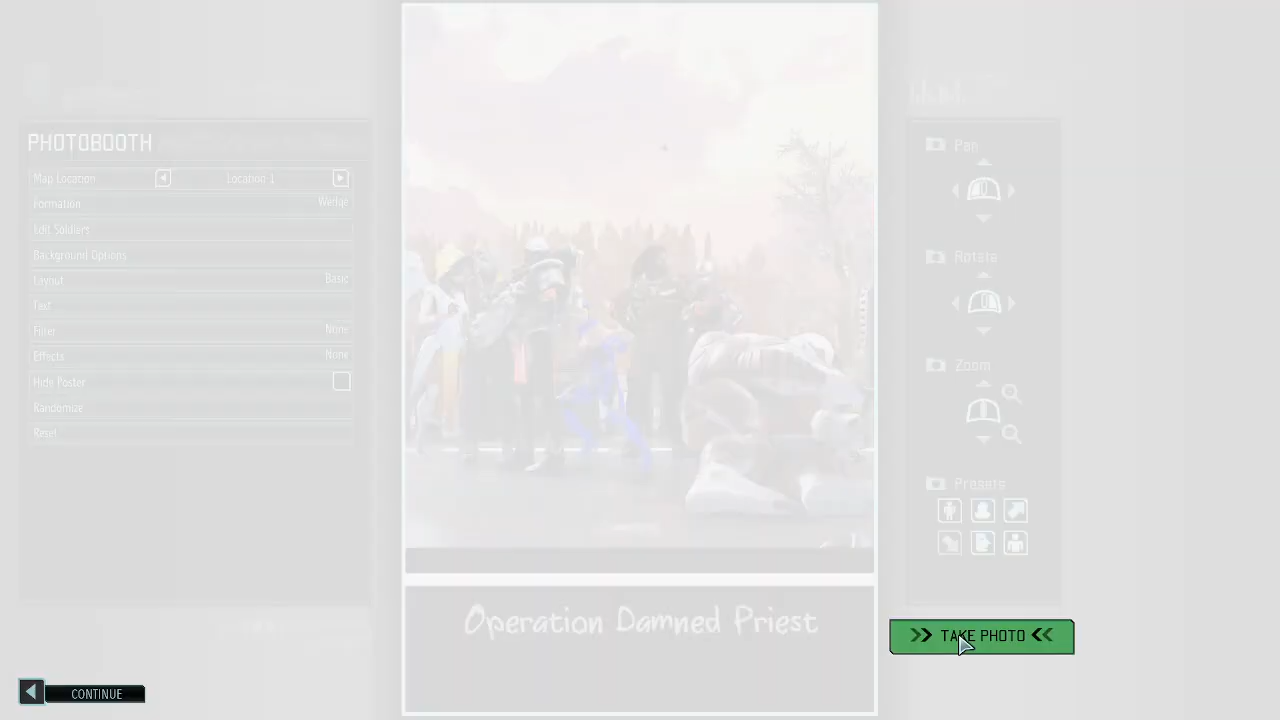 PHOTOBOOTH
Map Location Location 1
Formation Wedge
Edit Soldiers
Background Options
Layout Basic
Text
Filter None
Effects None
Hide Poster
Randomize
Reset
Operation Damned Priest
Pan
Rotate
Zoom
Presets
TAKE PHOTO
CONTINUE